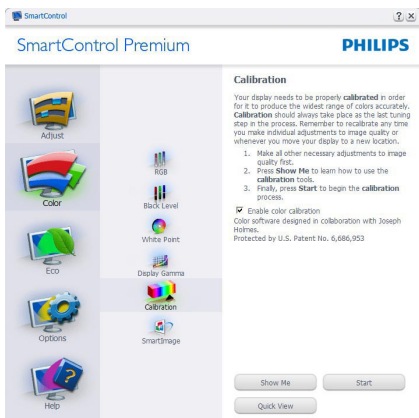 SmartControl
SmartControl Premium
PHILIPS
Adjust
Color
Eco
Options
Help
RGB
Black Level
White Point
Display Gamma
Calibration
SmartImage
Calibration
Your display needs to be properly calibrated in order
for it to produce the widest range of colors accurately.
Calibration should always take place as the last tuning
step in the process. Remember to recalibrate any time
you make individual adjustments to image quality or
whenever you move your display to a new location.
1. Make all other necessary adjustments to image
quality first.
2. Press Show Me to learn how to use the
calibration tools.
3. Finally, press Start to begin the calibration
process.
Enable color calibration
Color software designed in collaboration with Joseph
Holmes.
Protected by U.S. Patent No. 6,686,953
Show Me
Start
Quick View